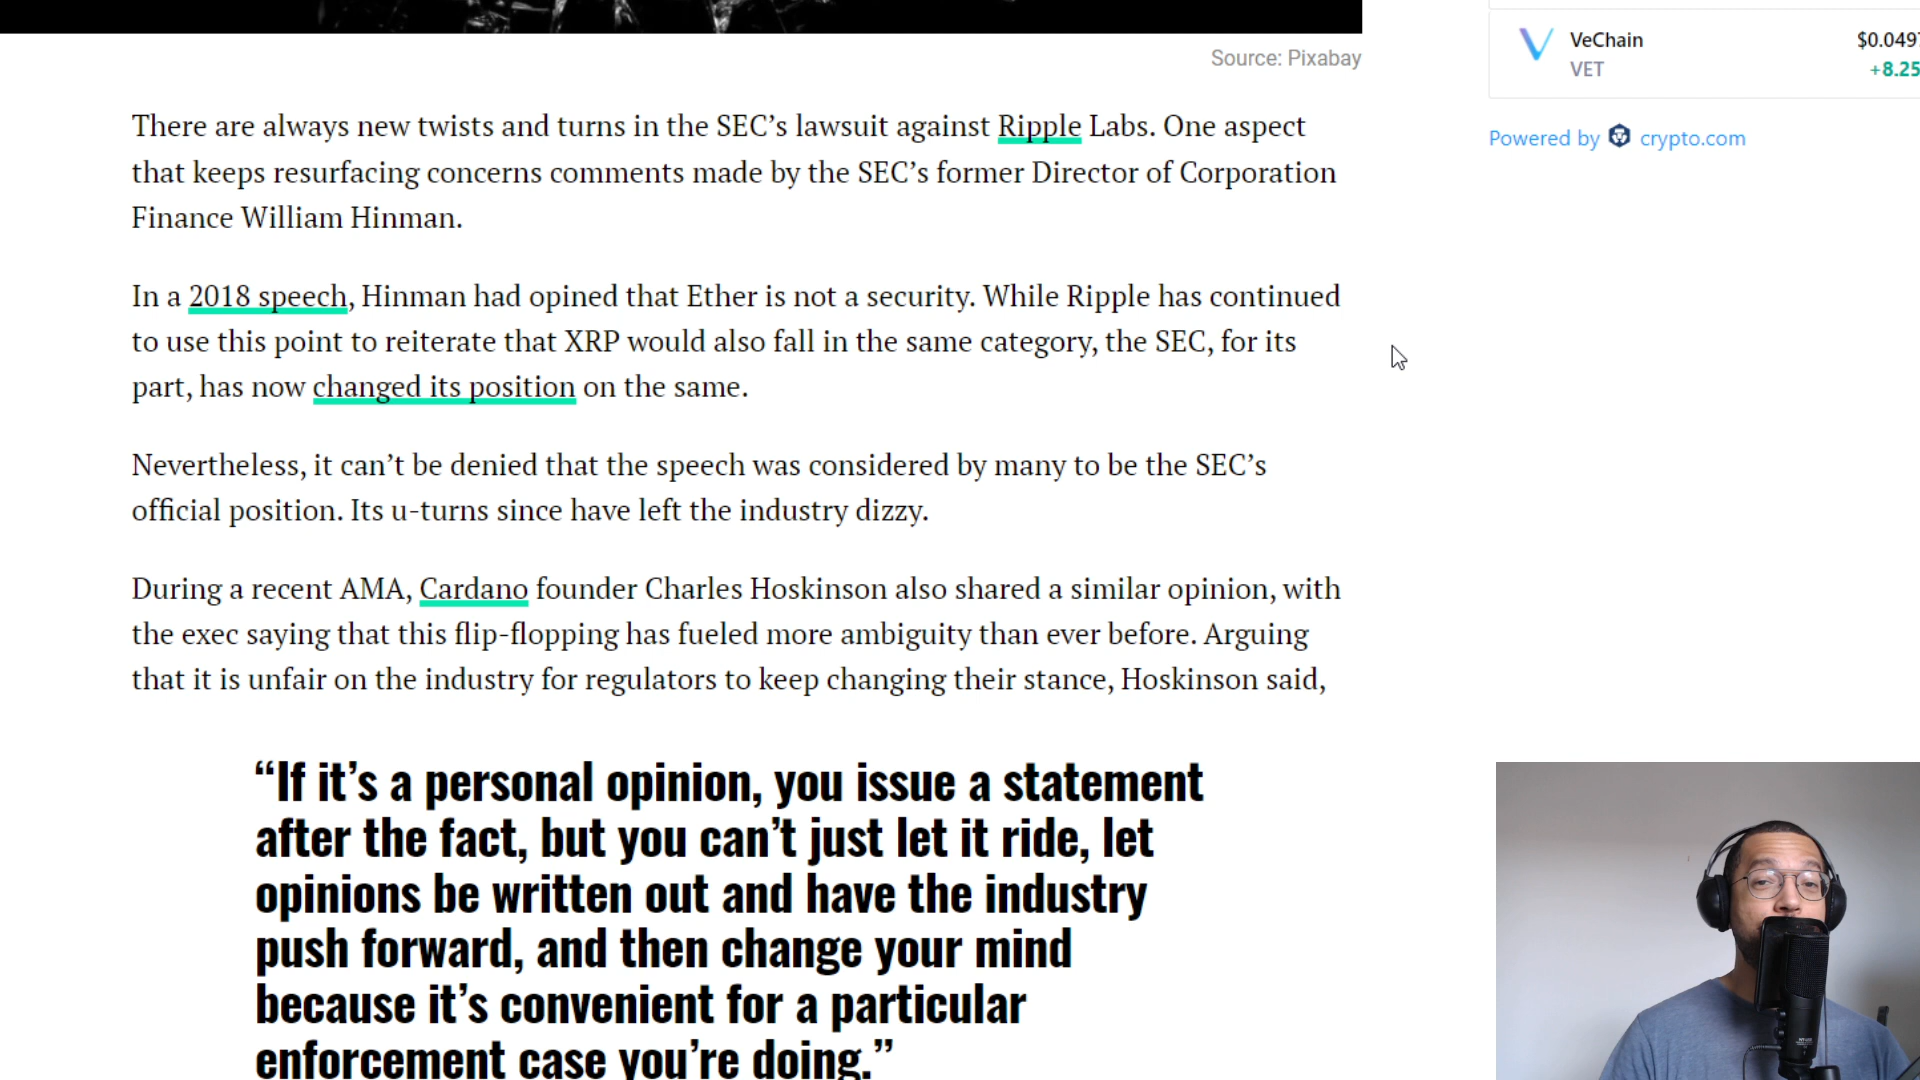 Source: Pixabay
VeChain
$0.049
VET
+8.25
Powered by crypto.com
There are always new twists and turns in the SEC’s lawsuit against Ripple Labs. One aspect
that keeps resurfacing concerns comments made by the SEC’s former Director of Corporation
Finance William Hinman.
In a 2018 speech, Hinman had opined that Ether is not a security. While Ripple has continued
to use this point to reiterate that XRP would also fall in the same category, the SEC, for its
part, has now changed its position on the same.
Nevertheless, it can’t be denied that the speech was considered by many to be the SEC’s
official position. Its u-turns since have left the industry dizzy.
During a recent AMA, Cardano founder Charles Hoskinson also shared a similar opinion, with
the exec saying that this flip-flopping has fueled more ambiguity than ever before. Arguing
that it is unfair on the industry for regulators to keep changing their stance, Hoskinson said,
“If it’s a personal opinion, you issue a statement
after the fact, but you can’t just let it ride, let
opinions be written out and have the industry
push forward, and then change your mind
because it’s convenient for a particular
enforcement case you’re doing.”